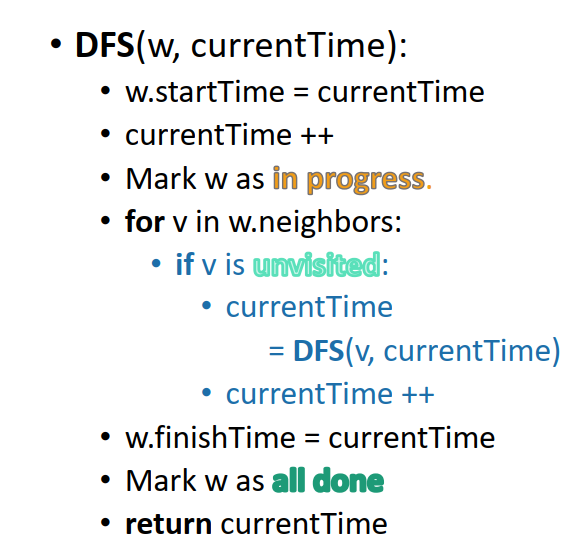 • DFS(w, currentTime):
• w.startTime = currentTime
• currentTime ++
• Mark w as in progress.
• for v in w.neighbors:
• if v is unvisited:
• currentTime
= DFS(v, currentTime)
• currentTime ++
• w.finishTime = currentTime
• Mark w as all done
• return currentTime